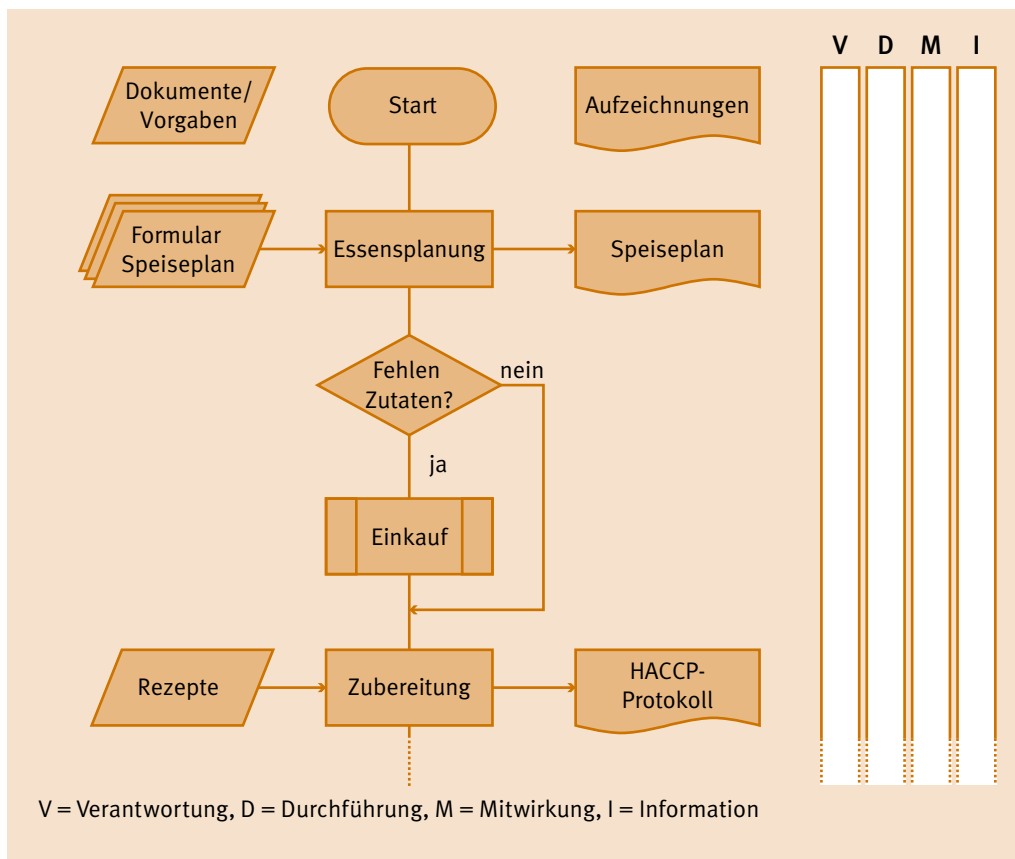 V D M I
Dokumente/
Vorgaben
Start
Aufzeichnungen
Formular
Speiseplan
Essensplanung
Speiseplan
Fehlen
Zutaten?
nein
ja
Einkauf
Rezepte
Zubereitung
HACCP-
Protokoll
V = Verantwortung, D = Durchführung, M = Mitwirkung, I = Information